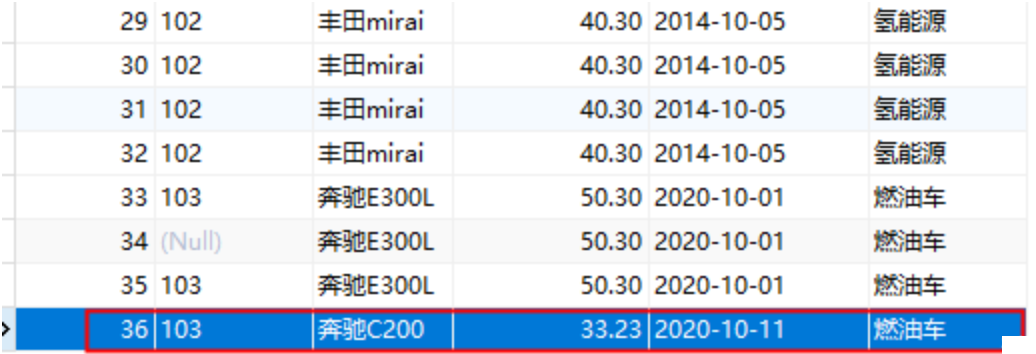 29 102 丰田mirai 40.30 2014-10-05 氢能源
30 102 丰田mirai 40.30 2014-10-05 氢能源
31 102 丰田mirai 40.30 2014-10-05 氢能源
32 102 丰田mirai 40.30 2014-10-05 氢能源
33 103 奔驰E300L 50.30 2020-10-01 燃油车
34 (Null) 奔驰E300L 50.30 2020-10-01 燃油车
35 103 奔驰E300L 50.30 2020-10-01 燃油车
36 103 奔驰C200 33.23 2020-10-11 燃油车